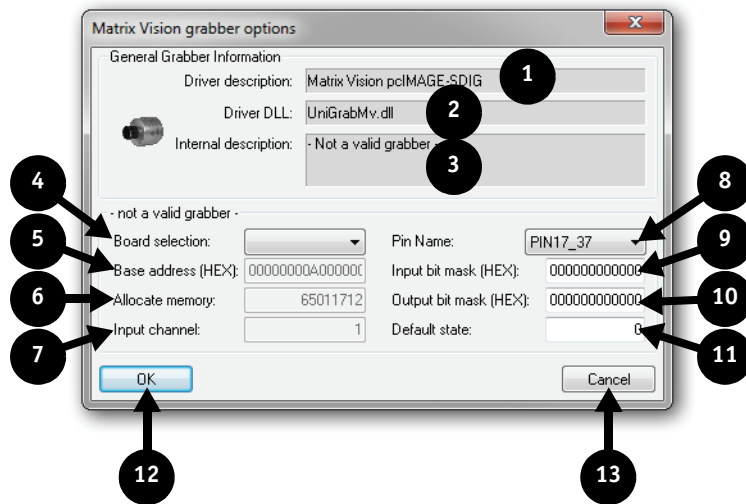 Matrix Vision grabber options
General Grabber Information
Driver description: Matrix Vision pcIMAGE-SDIG 1
Driver DLL: UniGrabMv.dll 2
Internal description: - Not a valid grabber - 3
4 8
- not a valid grabber -
Board selection: Pin Name: PIN17_37
5 9
Base address (HEX): 00000000A000000 Input bit mask (HEX): 000000000000
6 Allocate memory: 65011712 Output bit mask (HEX): 000000000000 10
Input channel: 1 Default state: 0
7 11
OK Cancel
12 13